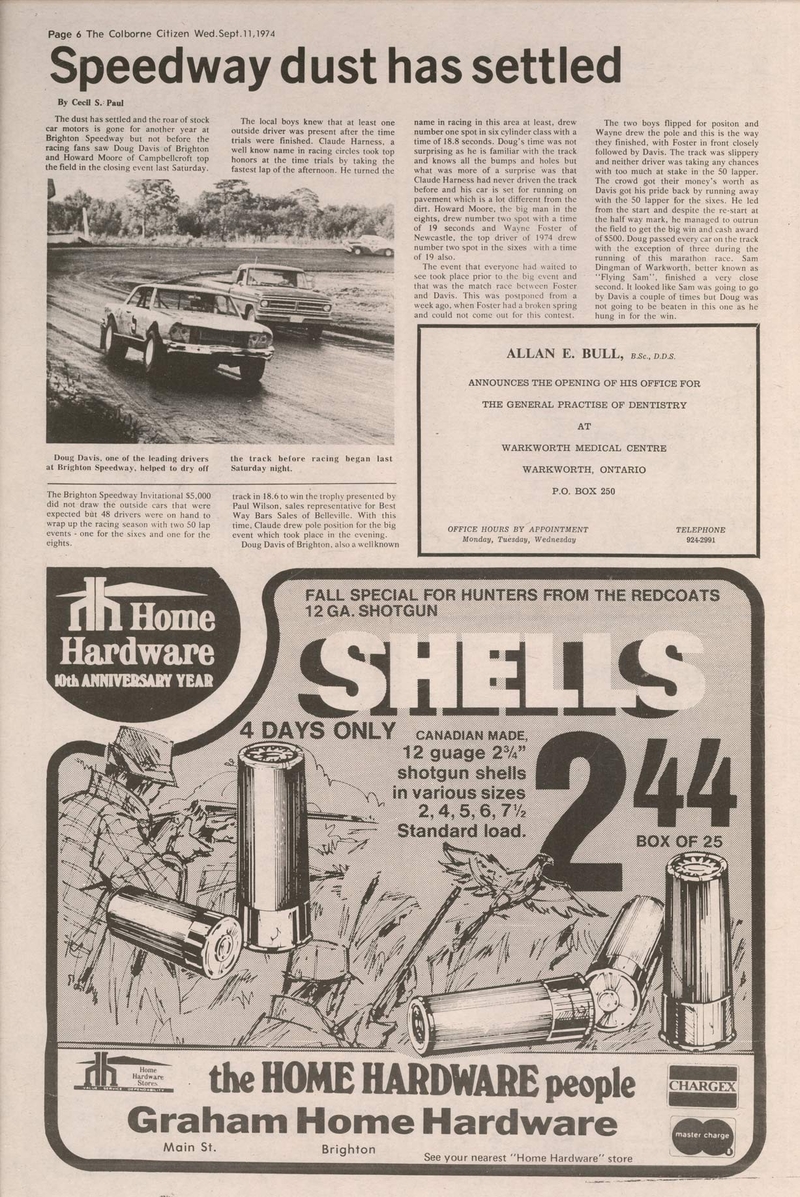 Page 6 The Colborne Citizen Wed.Sept.11,1974
Speedway dust has settled
By Cecil S. Paul
The dust has settled and the roar of stock
car motors is gone for another year at
Brighton Speedway but not before the
racing fans saw Doug Davis of Brighton
and Howard Moore of Campbellcroft top
the field in the closing event last Saturday.
Doug Davis, one of the leading drivers
at Brighton Speedway, helped to dry off
the track before racing began last
Saturday night.
The Brighton Speedway Invitational $5,000
did not draw the outside cars that were
expected but 48 drivers were on hand to
wrap up the racing season with two 50 lap
events - one for the sixes and one for the
eights.
The local boys knew that at least one
outside driver was present after the time
trials were finished. Claude Harness, a
well know name in racing circles took top
honors at the time trials by taking the
fastest lap of the afternoon. He turned the
track in 18.6 to win the trophy presented by
Paul Wilson, sales representative for Best
Way Bars Sales of Belleville. With this
time, Claude drew pole position for the big
event which took place in the evening.
Doug Davis of Brighton, also a wellknown
name in racing in this area at least, drew
number one spot in six cylinder class with a
time of 18.8 seconds. Doug's time was not
surprising as he is familiar with the track
and knows all the bumps and holes but
what was more of a surprise was that
Claude Harness had never driven the track
before and his car is set for running on
pavement which is a lot different from the
dirt. Howard Moore, the big man in the
eights, drew number two spot with a time
of 19 seconds and Wayne Foster of
Newcastle, the top driver of 1974 drew
number two spot in the sixes with a time
of 19 also.
The event that everyone had waited to
see took place prior to the big event and
that was the match race between Foster
and Davis. This was postponed from a
week ago, when Foster had a broken spring
and could not come out for this contest.
The two boys flipped for positon and
Wayne drew the pole and this is the way
they finished, with Foster in front closely
followed by Davis. The track was slippery
and neither driver was taking any chances
with too much at stake in the 50 lapper.
The crowd got their money's worth as
Davis got his pride back by running away
with the 50 lapper for the sixes. He led
from the start and despite the re-start at
the half way mark, he managed to outrun
the field to get the big win and cash award
of $500. Doug passed every car on the track
with the exception of three during the
running of this marathon race. Sam
Dingman of Warkworth, better known as
"Flying Sam", finished a very close
second. It looked like Sam was going to go
by Davis a couple of times but Doug was
not going to be beaten in this one as he
hung in for the win.
ALLAN E. BULL, B.Sc., D.D.S.
ANNOUNCES THE OPENING OF HIS OFFICE FOR
THE GENERAL PRACTISE OF DENTISTRY
AT
WARKWORTH MEDICAL CENTRE
WARKWORTH, ONTARIO
P.O. BOX 250
OFFICE HOURS BY APPOINTMENT
Monday, Tuesday, Wednesday
TELEPHONE
924-2991
Home
Hardware
10th ANNIVERSARY YEAR
FALL SPECIAL FOR HUNTERS FROM THE REDCOATS
12 GA. SHOTGUN
SHELLS
4 DAYS ONLY
CANADIAN MADE,
12 guage 2¾"
shotgun shells
in various sizes
2, 4, 5, 6, 7½
Standard load.
2 44
BOX OF 25
Home
Hardware
Stores
VALUE SERVICE DEPENDABILITY
the HOME HARDWARE people
CHARGEX
Graham Home Hardware
master charge
Main St. Brighton
See your nearest "Home Hardware" store